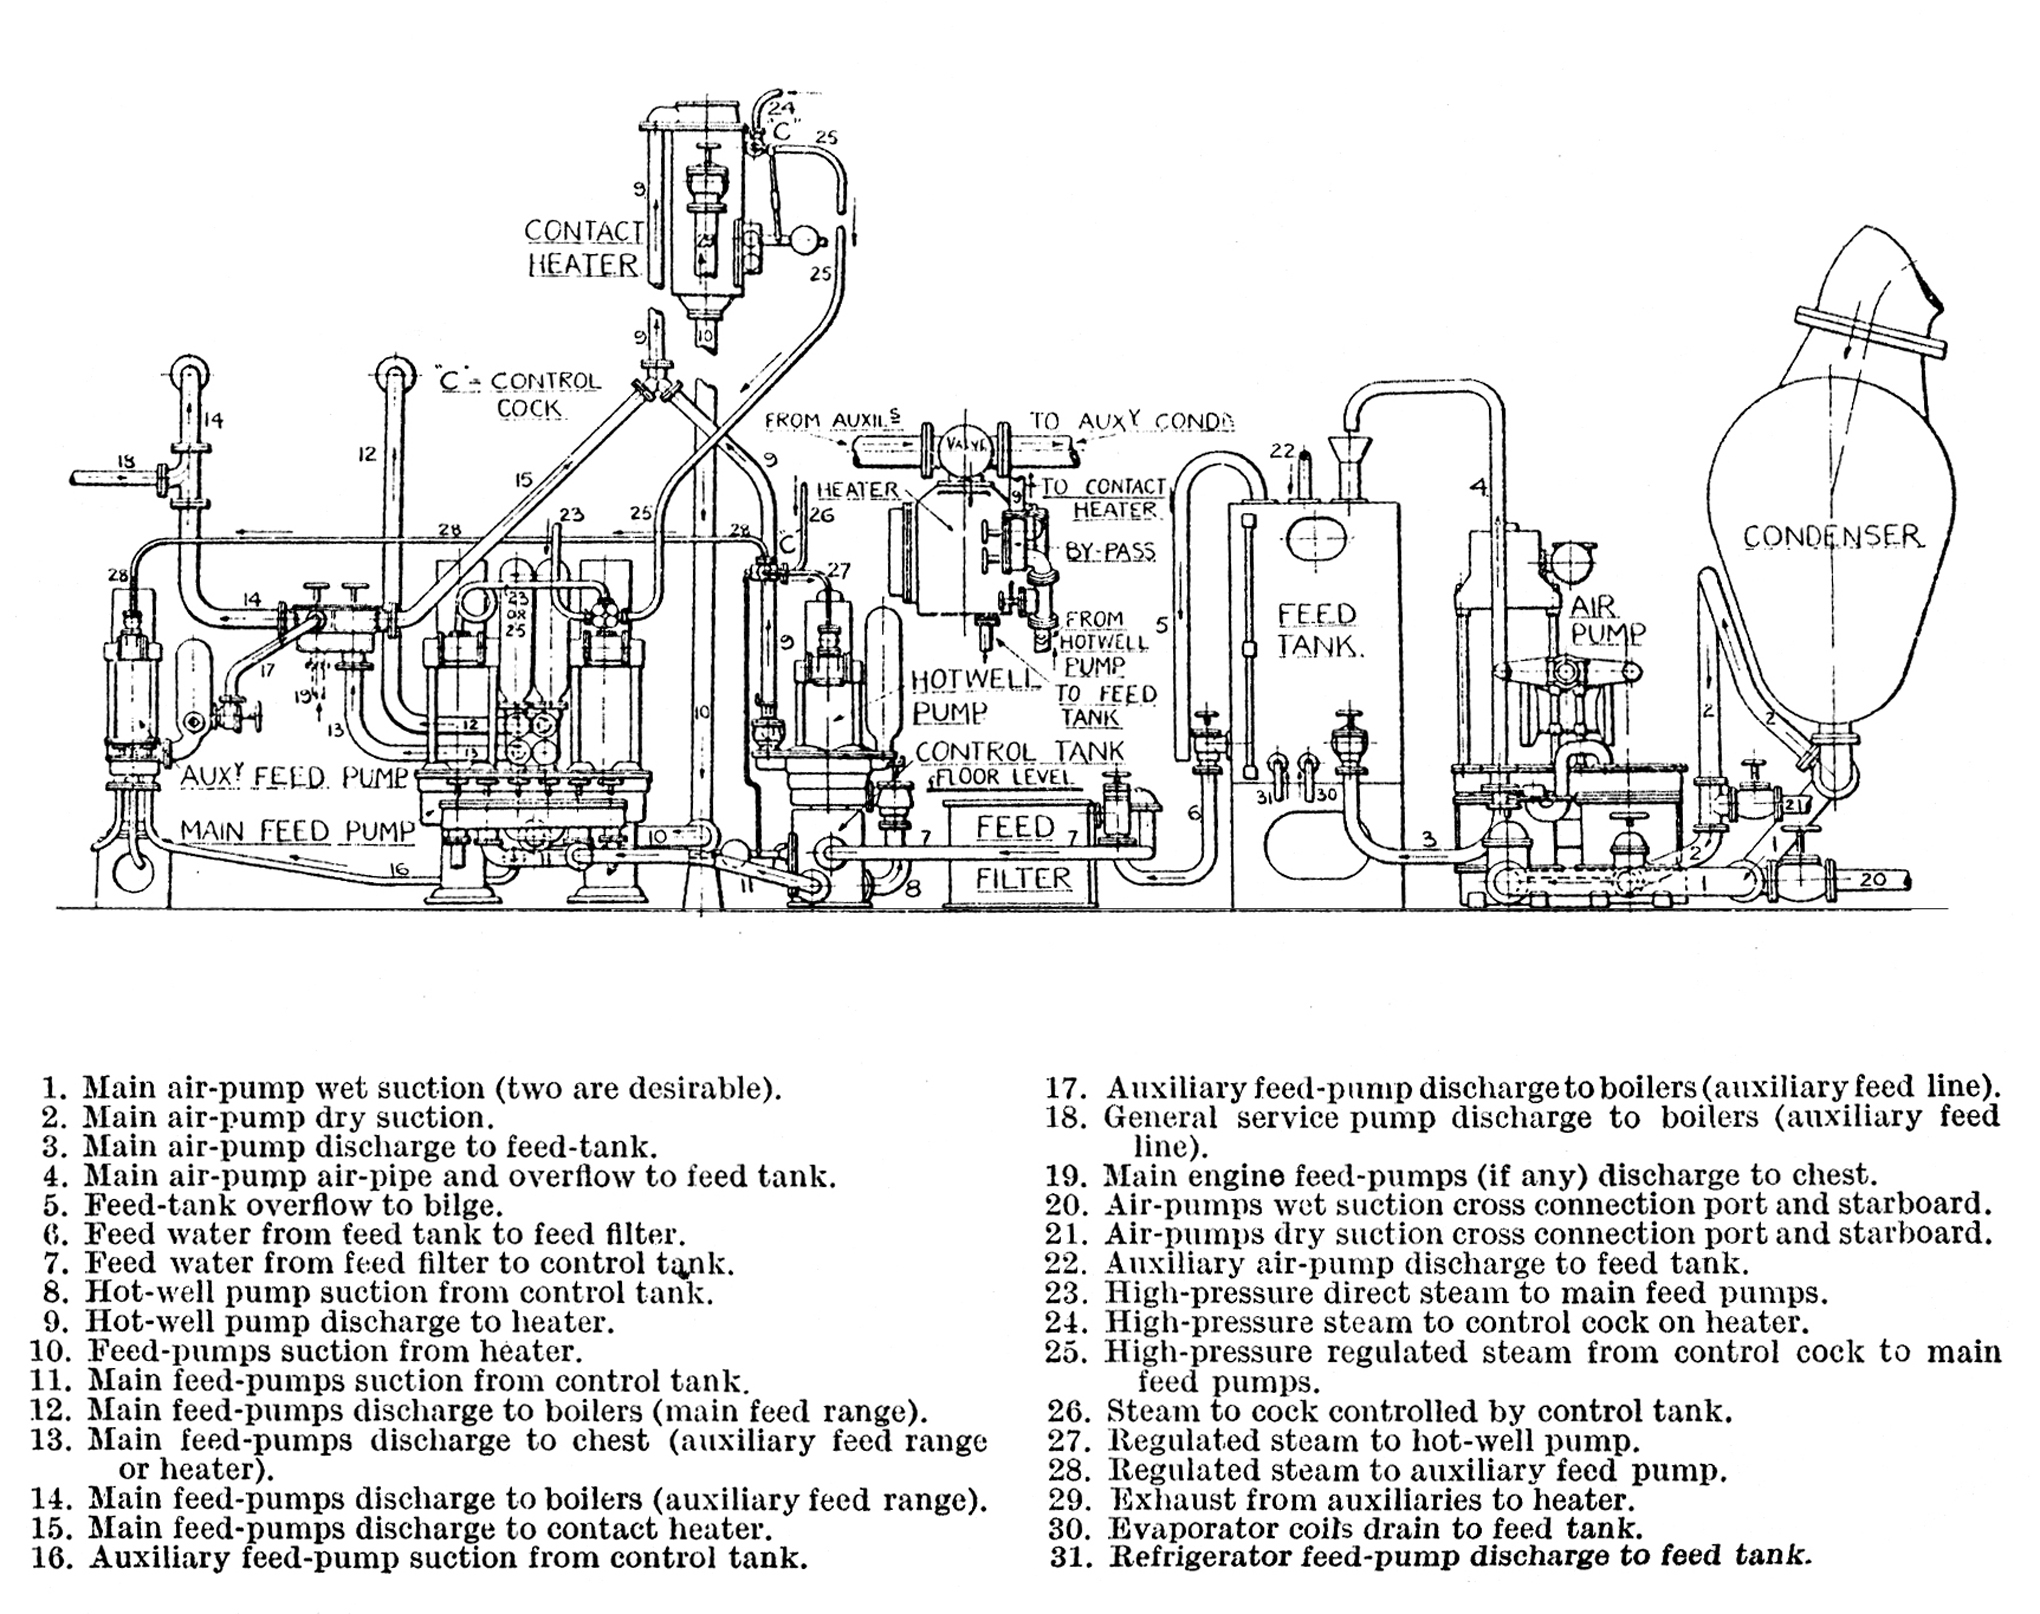 24
"C"
25
9
CONTACT
HEATER
29
25
9
10
"C" = CONTROL
COCK
14
12
18
15
9
FROM AUXILS
TO AUXY COND
VALVE
22
HEATER
9
TO CONTACT
HEATER
4
23
25
26
28
28
"C"
BY-PASS
CONDENSER
28
27
14
23
OR
25
FROM
HOTWELL
PUMP
5
FEED
TANK.
AIR
PUMP
17
9
19
HOTWELL
PUMP
TO FEED
TANK
10
12
13
13
2
2
CONTROL TANK
FLOOR LEVEL
AUXY FEED PUMP
31
30
21
MAIN FEED PUMP
10
FEED
FILTER
7
7
6
3
2
1
1
16
11
8
20
1. Main air-pump wet suction (two are desirable).
2. Main air-pump dry suction.
3. Main air-pump discharge to feed-tank.
4. Main air-pump air-pipe and overflow to feed tank.
5. Feed-tank overflow to bilge.
6. Feed water from feed tank to feed filter.
7. Feed water from feed filter to control tank.
8. Hot-well pump suction from control tank.
9. Hot-well pump discharge to heater.
10. Feed-pumps suction from heater.
11. Main feed-pumps suction from control tank.
12. Main feed-pumps discharge to boilers (main feed range).
13. Main feed-pumps discharge to chest (auxiliary feed range
or heater).
14. Main feed-pumps discharge to boilers (auxiliary feed range).
15. Main feed-pumps discharge to contact heater.
16. Auxiliary feed-pump suction from control tank.
17. Auxiliary feed-pump discharge to boilers (auxiliary feed line).
18. General service pump discharge to boilers (auxiliary feed
line).
19. Main engine feed-pumps (if any) discharge to chest.
20. Air-pumps wet suction cross connection port and starboard.
21. Air-pumps dry suction cross connection port and starboard.
22. Auxiliary air-pump discharge to feed tank.
23. High-pressure direct steam to main feed pumps.
24. High-pressure steam to control cock on heater.
25. High-pressure regulated steam from control cock to main
feed pumps.
26. Steam to cock controlled by control tank.
27. Regulated steam to hot-well pump.
28. Regulated steam to auxiliary feed pump.
29. Exhaust from auxiliaries to heater.
30. Evaporator coils drain to feed tank.
31. Refrigerator feed-pump discharge to feed tank.